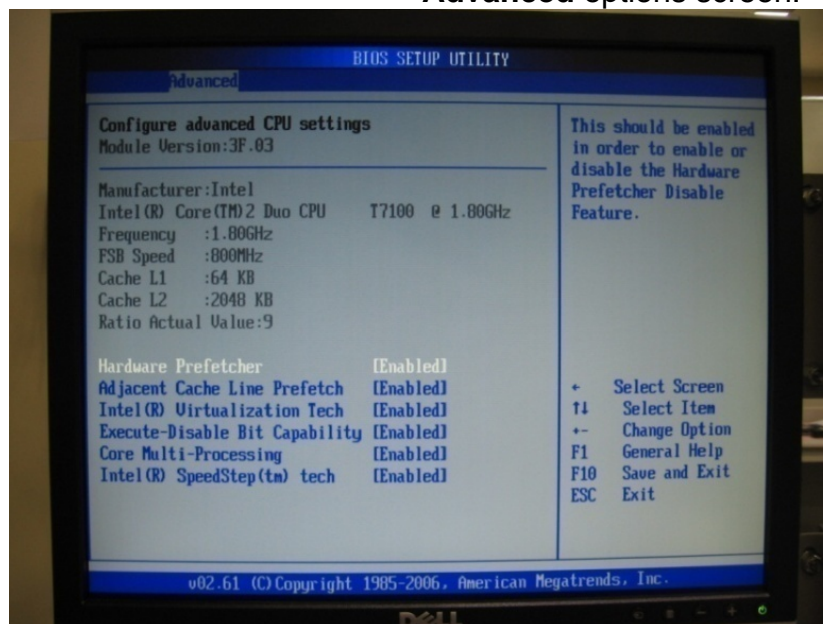 Advanced options screen.
BIOS SETUP UTILITY
Advanced
Configure advanced CPU settings
Module Version:3F.03
Manufacturer:Intel
Intel(R) Core(TM)2 Duo CPU T7100 @ 1.80GHz
Frequency :1.80GHz
FSB Speed :800MHz
Cache L1 :64 KB
Cache L2 :2048 KB
Ratio Actual Value:9
Hardware Prefetcher [Enabled]
Adjacent Cache Line Prefetch [Enabled]
Intel(R) Virtualization Tech [Enabled]
Execute-Disable Bit Capability [Enabled]
Core Multi-Processing [Enabled]
Intel(R) SpeedStep(tm) tech [Enabled]
This should be enabled
in order to enable or
disable the Hardware
Prefetcher Disable
Feature.
← Select Screen
↑↓ Select Item
+- Change Option
F1 General Help
F10 Save and Exit
ESC Exit
v02.61 (C)Copyright 1985-2006, American Megatrends, Inc.
DELL